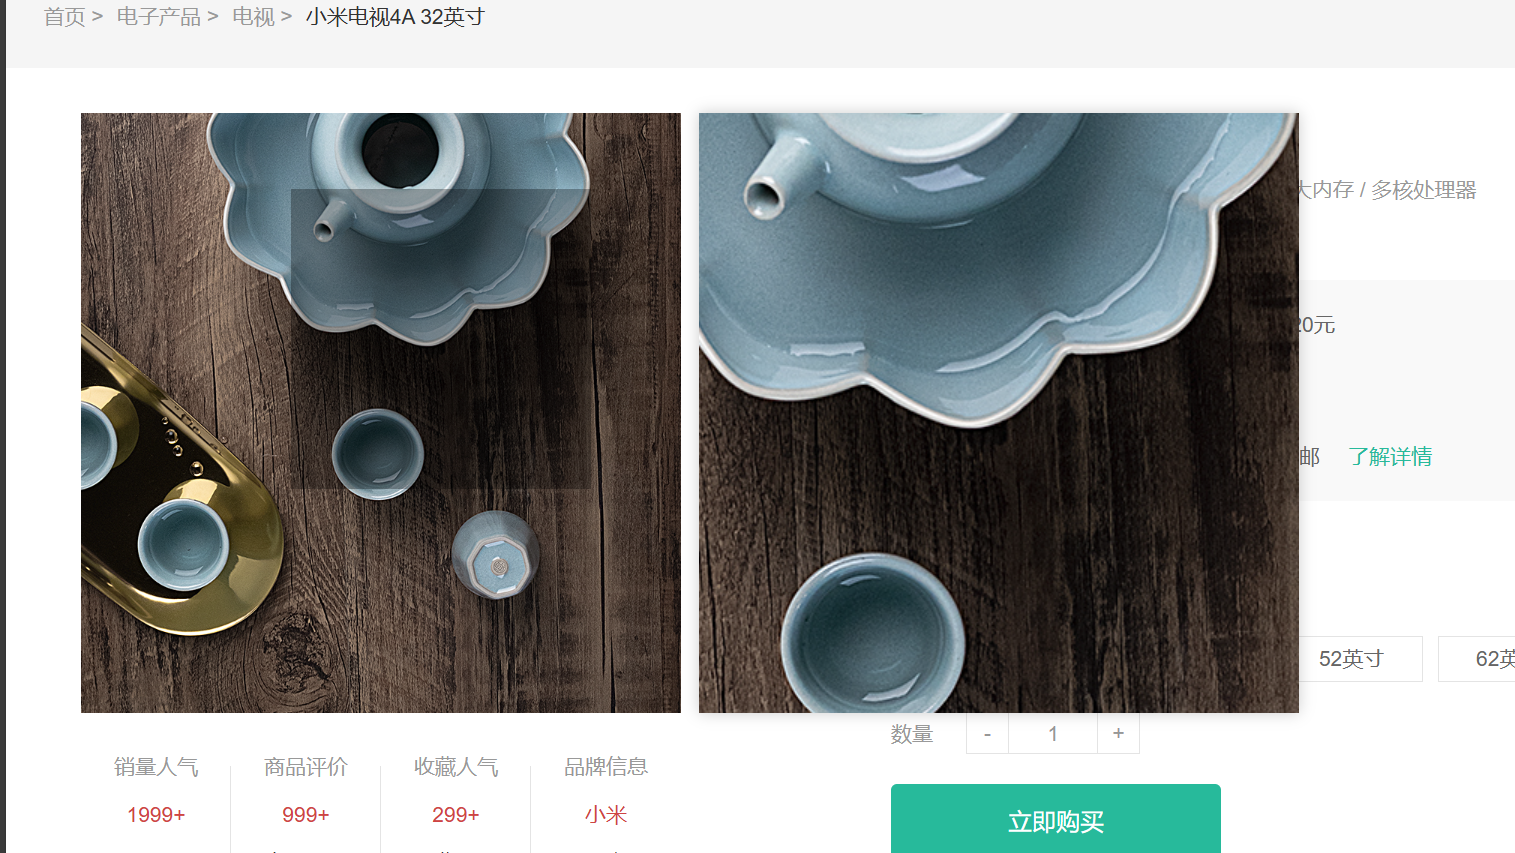 首页 > 电子产品 > 电视 > 小米电视4A 32英寸
大内存 / 多核处理器
20元
邮 了解详情
52英寸 62英
数量 - 1 +
销量人气 商品评价 收藏人气 品牌信息
1999+ 999+ 299+ 小米
立即购买